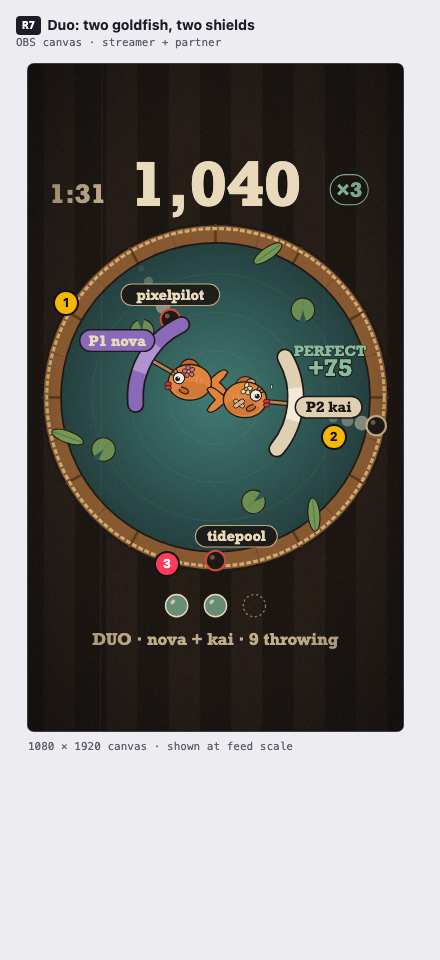 R7 Duo: two goldfish, two shields
OBS canvas · streamer + partner
1:31 1,040 ×3
pixelpilot
1
P1 nova
PERFECT
+75
P2 kai
2
tidepool
3
DUO · nova + kai · 9 throwing
1080 × 1920 canvas · shown at feed scale